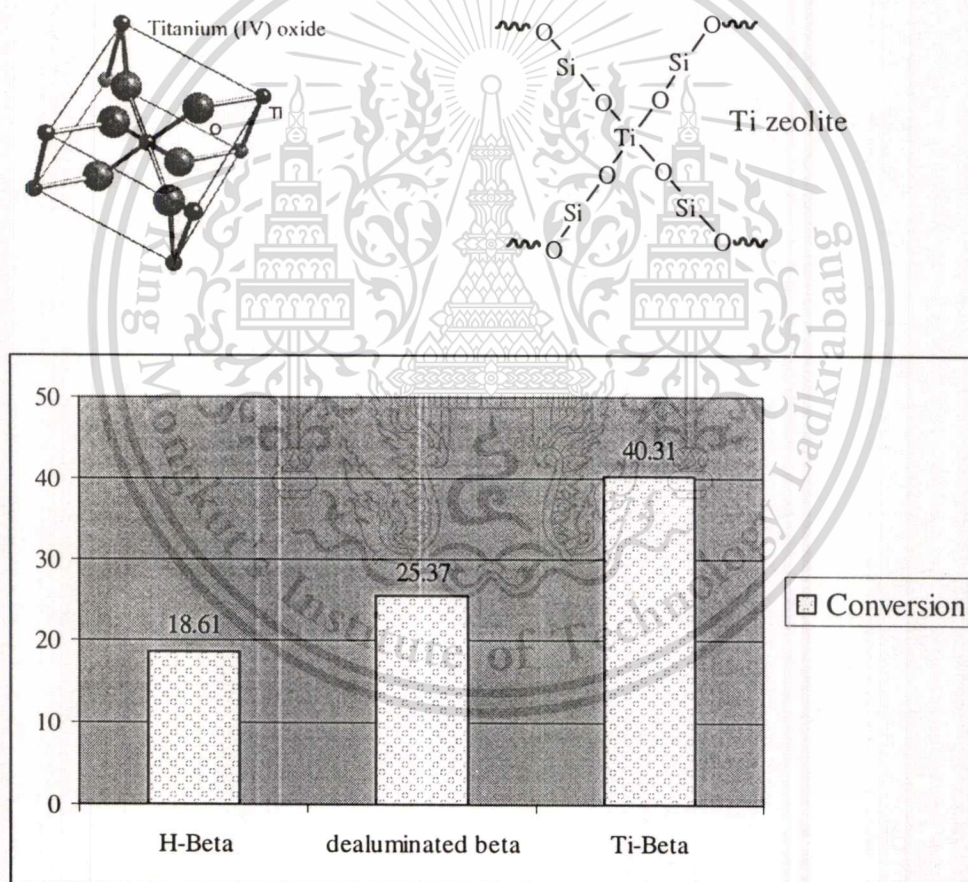 Titanium (IV) oxide
Ti
O
O
O
Si
Si
O
O
Ti
Ti zeolite
O
O
Si
Si
O
O
King Mongkut's Institute of Technology Ladkrabang
50
40
30
20
10
0
18.61
25.37
40.31
Conversion
H-Beta
dealuminated beta
Ti-Beta